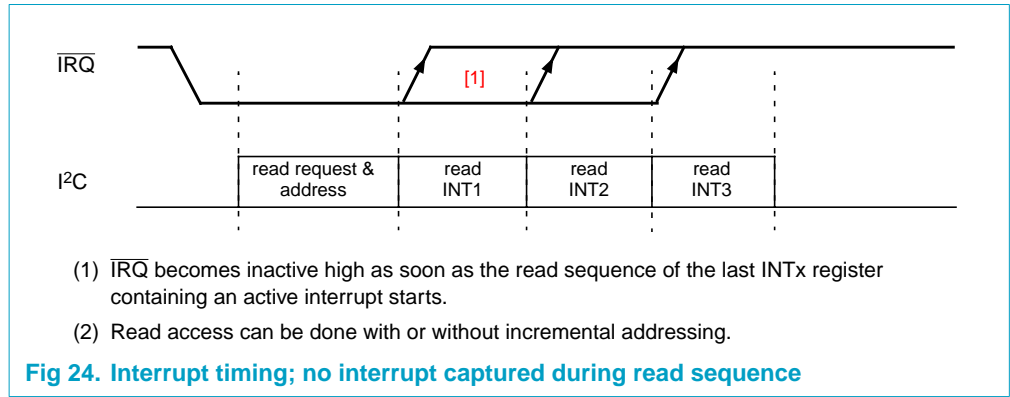 IRQ
[1]
I2C
read request &
address
read
INT1
read
INT2
read
INT3
(1) IRQ becomes inactive high as soon as the read sequence of the last INTx register
containing an active interrupt starts.
(2) Read access can be done with or without incremental addressing.
Fig 24. Interrupt timing; no interrupt captured during read sequence